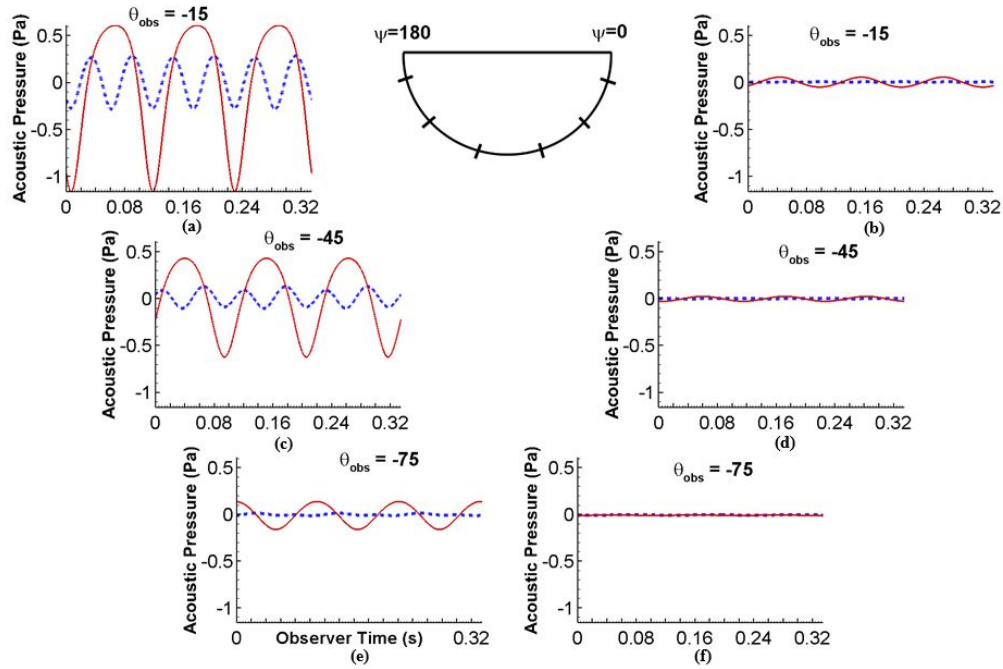 θobs = -15
Acoustic Pressure (Pa)
0.5
0
-0.5
-1
0 0.08 0.16 0.24 0.32
(a)
ψ=180 ψ=0
θobs = -15
Acoustic Pressure (Pa)
0.5
0
-0.5
-1
0 0.08 0.16 0.24 0.32
(b)
θobs = -45
Acoustic Pressure (Pa)
0.5
0
-0.5
-1
0 0.08 0.16 0.24 0.32
(c)
θobs = -45
Acoustic Pressure (Pa)
0.5
0
-0.5
-1
0 0.08 0.16 0.24 0.32
(d)
θobs = -75
Acoustic Pressure (Pa)
0.5
0
-0.5
-1
0 Observer Time (s) 0.32
(e)
θobs = -75
Acoustic Pressure (Pa)
0.5
0
-0.5
-1
0 0.08 0.16 0.24 0.32
(f)